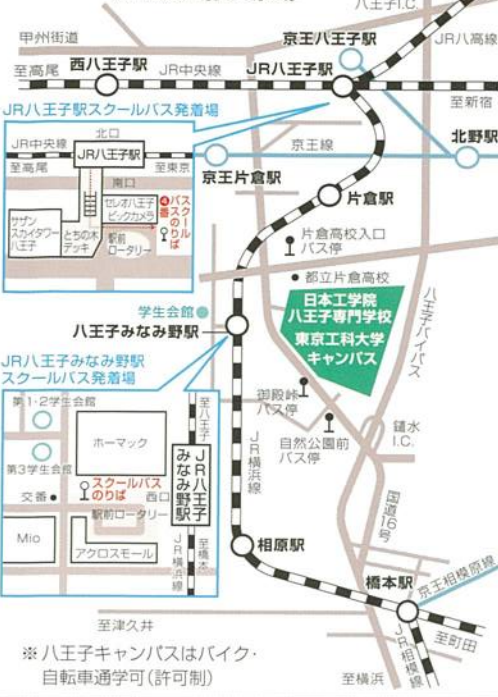 八王子I.C.
甲州街道
京王八王子駅
JR八高線
西八王子駅
JR中央線
JR八王子駅
至高尾
至新宿
JR八王子駅スクールバス発着場
北口
JR中央線
JR八王子駅
至高尾
至東京
南口
セレオ八王子
ビックカメラ
サザン
スカイタワー
八王子
とちの木
デッキ
駅前
ロータリー
❹番
スクール
バスのりば
京王線
北野駅
京王片倉駅
片倉駅
片倉高校入口
バス停
都立片倉高校
日本工学院
八王子専門学校
東京工科大学
キャンパス
八王子バイパス
学生会館
八王子みなみ野駅
JR八王子みなみ野駅
スクールバス発着場
第1・2学生会館
ホーマック
至八王子
第3学生会館
スクールバス
のりば
西口
JR八王子
みなみ野駅
交番
駅前ロータリー
Mio
アクロスモール
JR横浜線
至橋本
御殿峠
バス停
自然公園前
バス停
鑓水
I.C.
JR横浜線
国道16号
相原駅
橋本駅
京王相模原線
至津久井
至町田
JR相模線
至横浜
※ 八王子キャンパスはバイク・
自転車通学可(許可制)